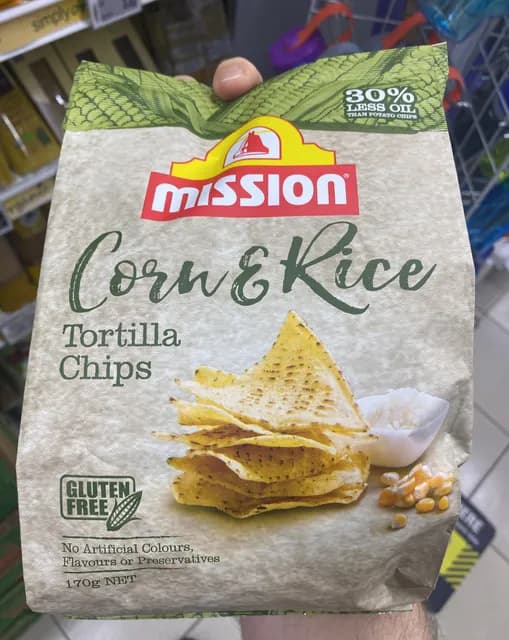 simply
30%
LESS OIL
THAN POTATO CHIPS
mission®
Corn & Rice
Tortilla
Chips
GLUTEN
FREE
No Artificial Colours,
Flavours or Preservatives
170g NET